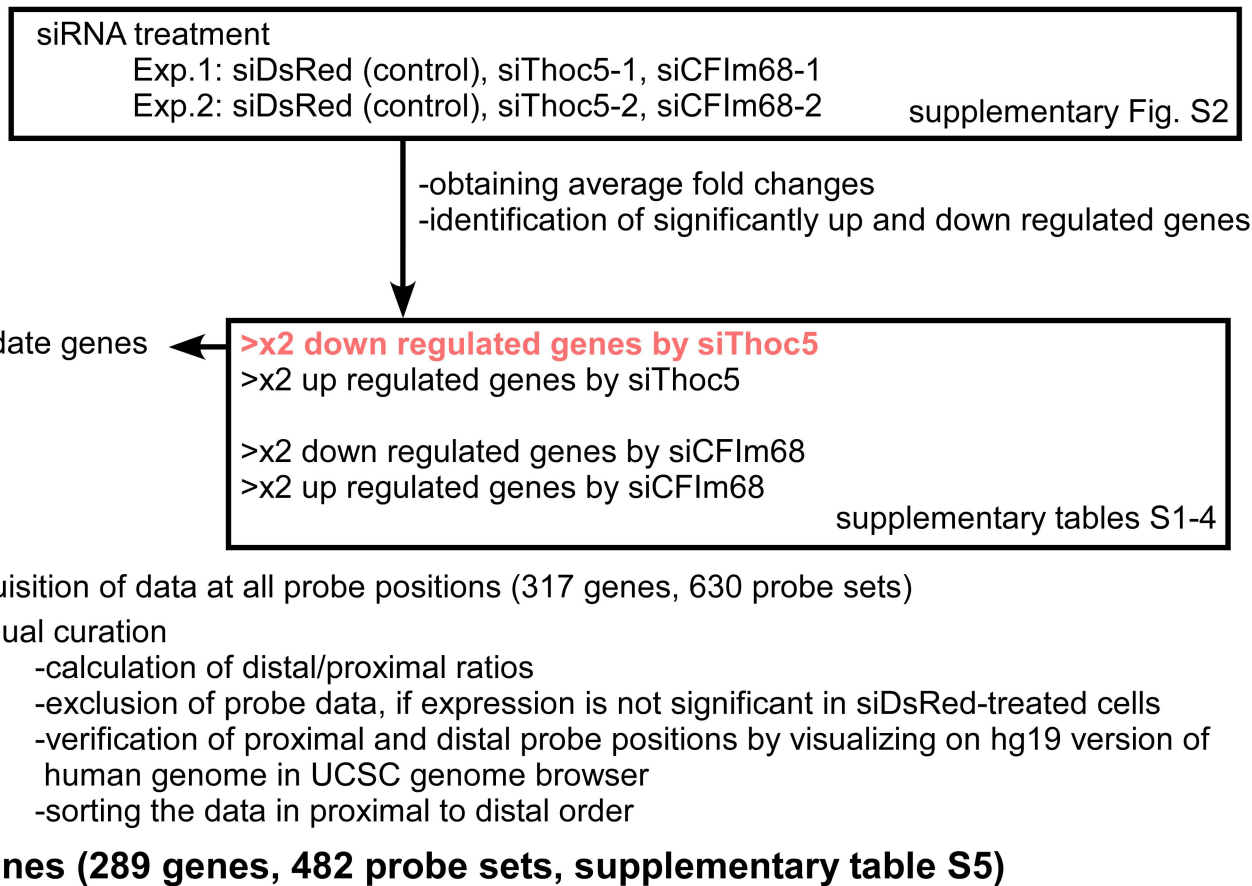 siRNA treatment
Exp.1: siDsRed (control), siThoc5-1, siCFIm68-1
Exp.2: siDsRed (control), siThoc5-2, siCFIm68-2
supplementary Fig. S2
-obtaining average fold changes
-identification of significantly up and down regulated genes
date genes
>x2 down regulated genes by siThoc5
>x2 up regulated genes by siThoc5
>x2 down regulated genes by siCFIm68
>x2 up regulated genes by siCFIm68
supplementary tables S1-4
uisition of data at all probe positions (317 genes, 630 probe sets)
ual curation
-calculation of distal/proximal ratios
-exclusion of probe data, if expression is not significant in siDsRed-treated cells
-verification of proximal and distal probe positions by visualizing on hg19 version of
human genome in UCSC genome browser
-sorting the data in proximal to distal order
nes (289 genes, 482 probe sets, supplementary table S5)